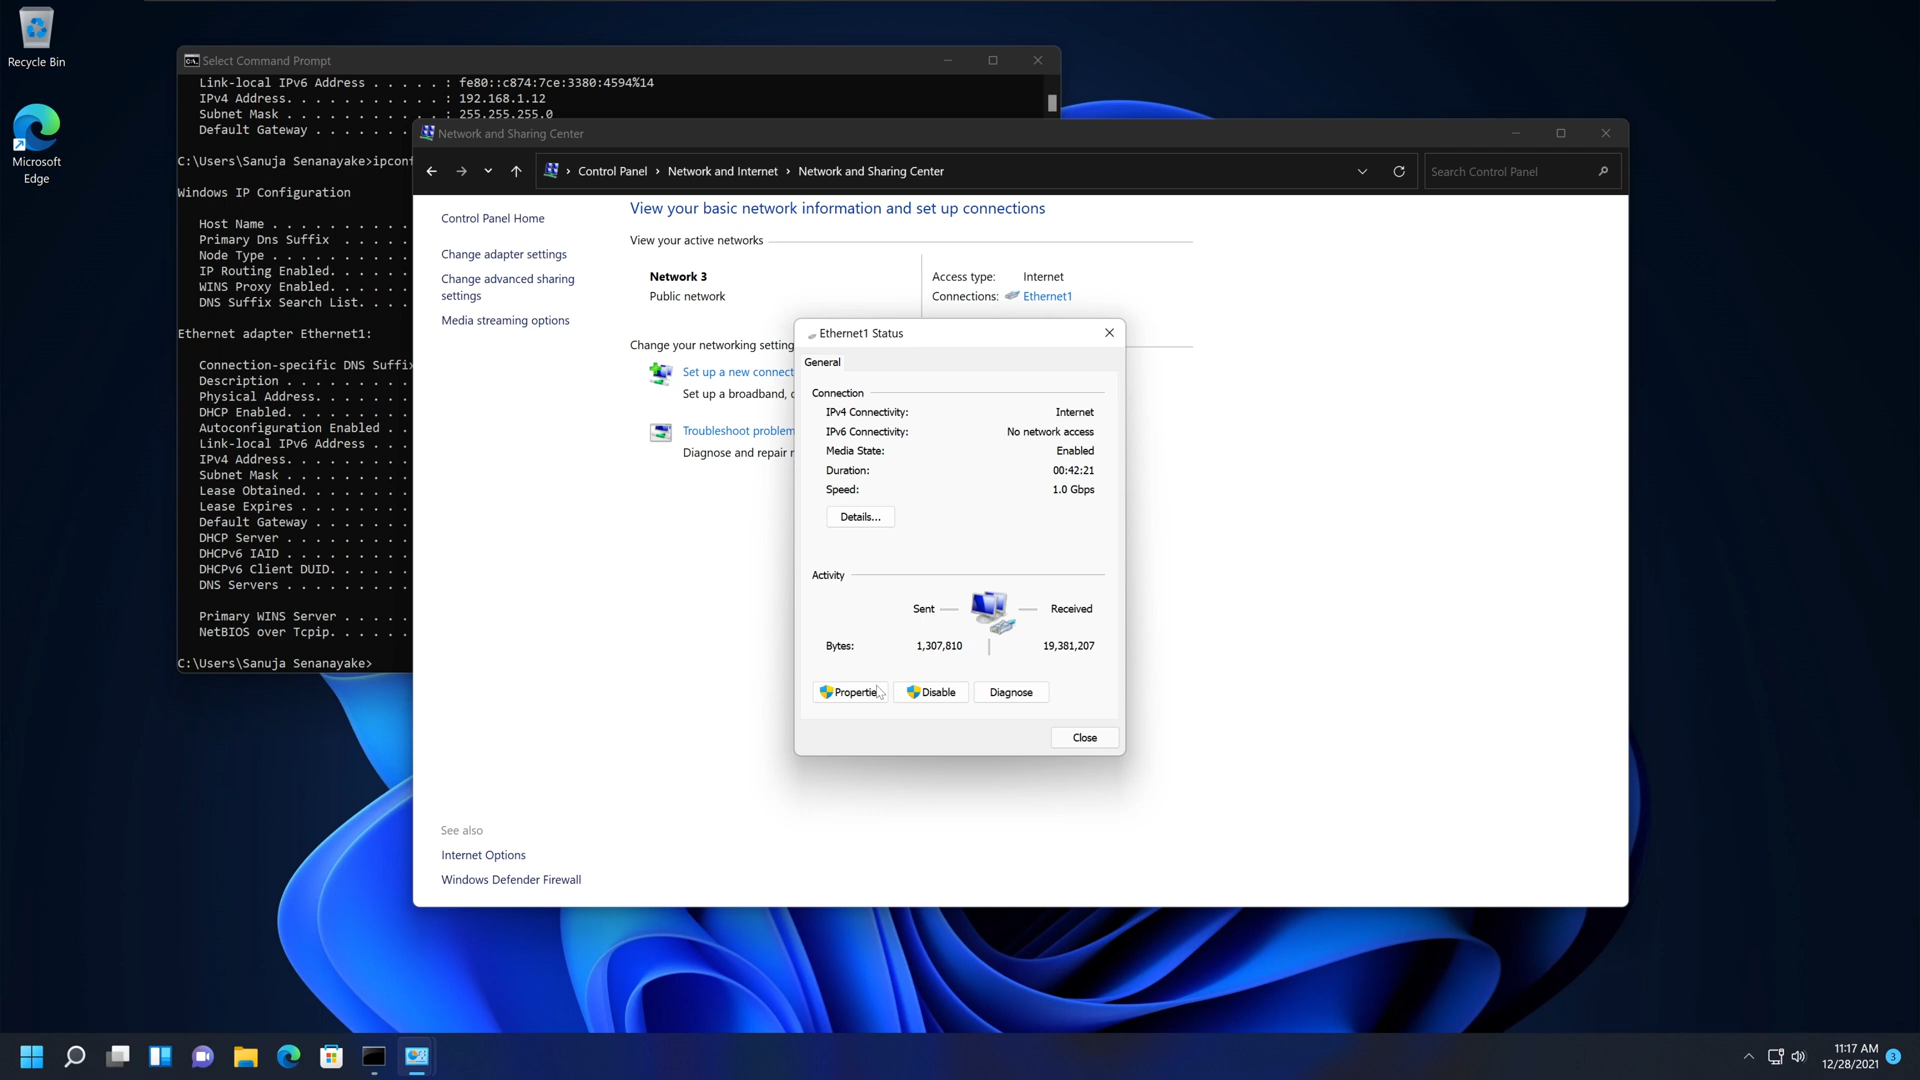 Recycle Bin
Microsoft
Edge
Select Command Prompt
Link-local IPv6 Address . . . . . : fe80::c874:7ce:3380:4594%14
IPv4 Address. . . . . . . . . . . : 192.168.1.12
Subnet Mask . . . . . . . . . . . : 255.255.255.0
Default Gateway . . . . . . .
C:\Users\Sanuja Senanayake>ipconf
Windows IP Configuration
Host Name . . . . . . . . . .
Primary Dns Suffix . . . . .
Node Type . . . . . . . . . .
IP Routing Enabled. . . . . .
WINS Proxy Enabled. . . . . .
DNS Suffix Search List. . . .
Ethernet adapter Ethernet1:
Connection-specific DNS Suffix
Description . . . . . . . . .
Physical Address. . . . . . .
DHCP Enabled. . . . . . . . .
Autoconfiguration Enabled . .
Link-local IPv6 Address . . .
IPv4 Address. . . . . . . . .
Subnet Mask . . . . . . . . .
Lease Obtained. . . . . . . .
Lease Expires . . . . . . . .
Default Gateway . . . . . . .
DHCP Server . . . . . . . . .
DHCPv6 IAID . . . . . . . . .
DHCPv6 Client DUID. . . . . .
DNS Servers . . . . . . . . .
Primary WINS Server . . . . .
NetBIOS over Tcpip. . . . . .
C:\Users\Sanuja Senanayake>
Network and Sharing Center
Control Panel › Network and Internet › Network and Sharing Center
Search Control Panel
Control Panel Home
Change adapter settings
Change advanced sharing
settings
Media streaming options
View your basic network information and set up connections
View your active networks
Network 3
Public network
Access type: Internet
Connections: Ethernet1
Change your networking setting
Set up a new connect
Set up a broadband,
Troubleshoot problem
Diagnose and repair
See also
Internet Options
Windows Defender Firewall
Ethernet1 Status
General
Connection
IPv4 Connectivity: Internet
IPv6 Connectivity: No network access
Media State: Enabled
Duration: 00:42:21
Speed: 1.0 Gbps
Details...
Activity
Sent Received
Bytes: 1,307,810 19,381,207
Propertie Disable Diagnose
Close
11:17 AM
12/28/2021
3